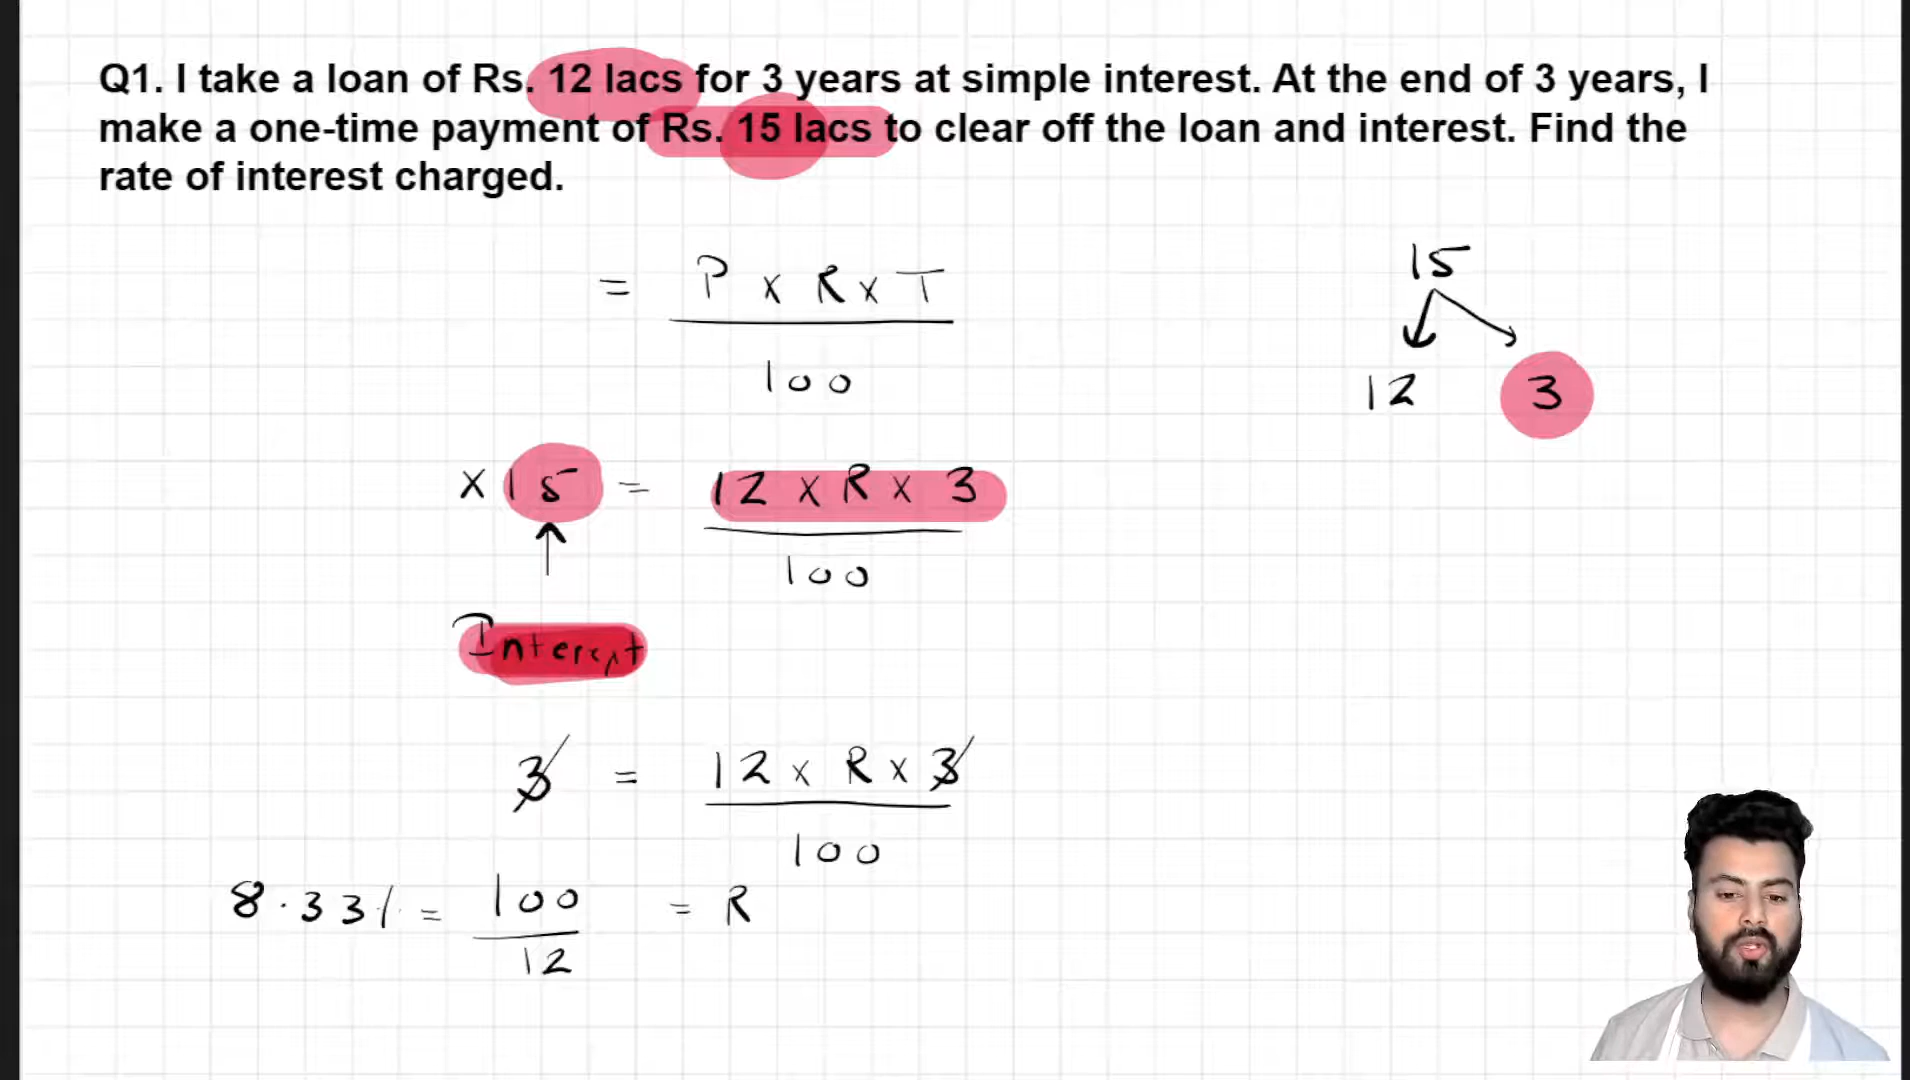 Q1. I take a loan of Rs. 12 lacs for 3 years at simple interest. At the end of 3 years, I
make a one-time payment of Rs. 15 lacs to clear off the loan and interest. Find the
rate of interest charged.
= P x R x T
100
15
12 3
x 15 = 12 x R x 3
100
Interest
3 = 12 x R x 3
100
8.33% = 100 = R
12